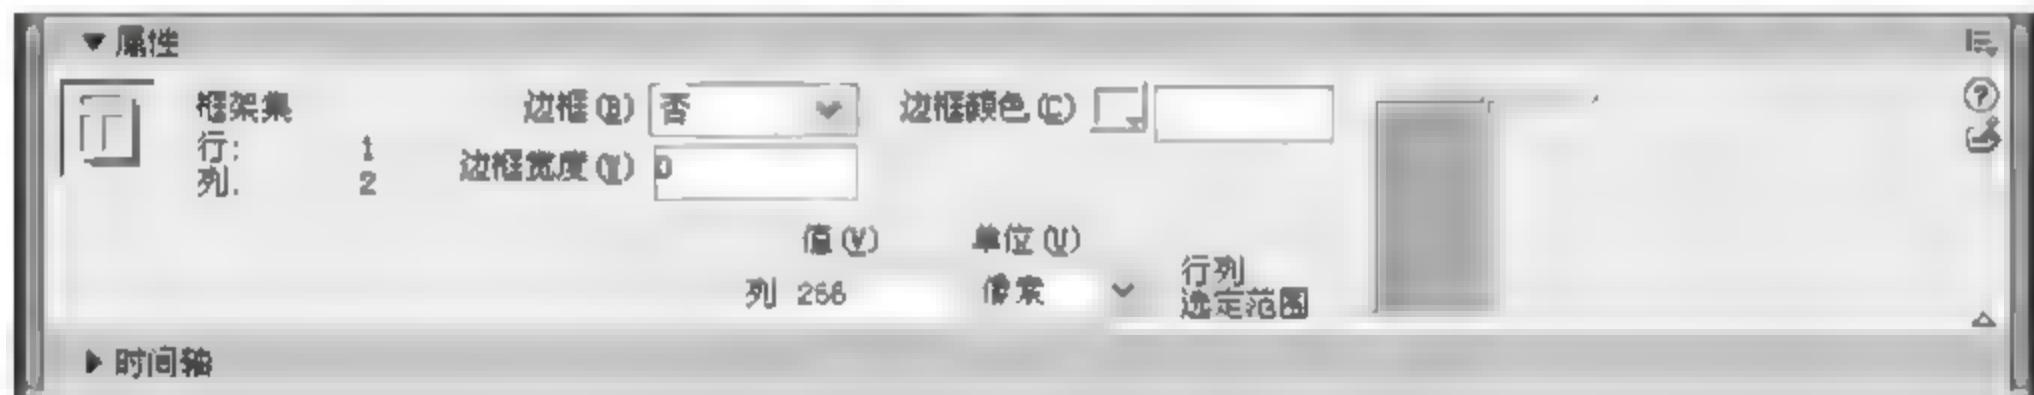 属性
框架集 边框(B) 否 边框颜色(C)
行: 1
列: 2 边框宽度(Y) 0
值(V) 单位(U)
列 266 像素 行列
选定范围
时间轴